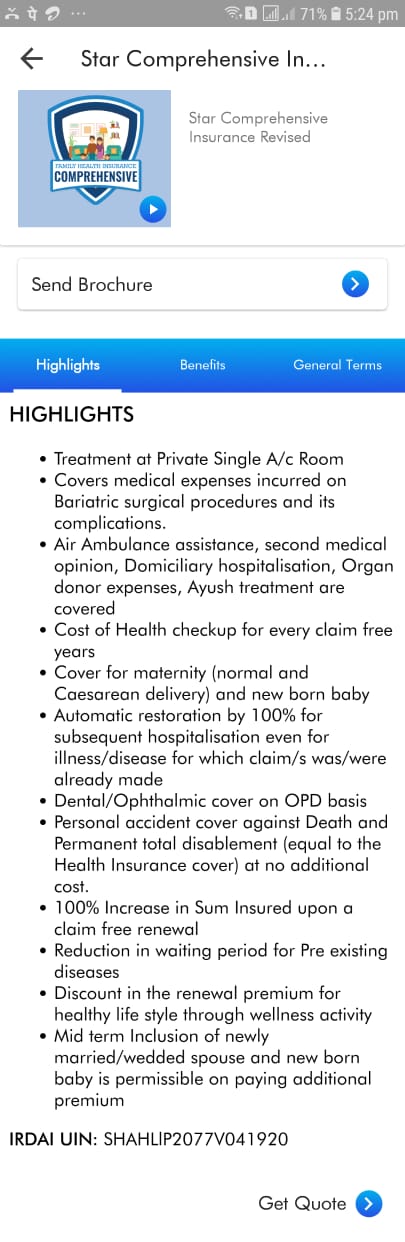 71% 5:24 pm
Star Comprehensive In...
FAMILY HEALTH INSURANCE
COMPREHENSIVE
Star Comprehensive
Insurance Revised
Send Brochure
Highlights Benefits General Terms
HIGHLIGHTS
• Treatment at Private Single A/c Room
• Covers medical expenses incurred on
Bariatric surgical procedures and its
complications.
• Air Ambulance assistance, second medical
opinion, Domiciliary hospitalisation, Organ
donor expenses, Ayush treatment are
covered
• Cost of Health checkup for every claim free
years
• Cover for maternity (normal and
Caesarean delivery) and new born baby
• Automatic restoration by 100% for
subsequent hospitalisation even for
illness/disease for which claim/s was/were
already made
• Dental/Ophthalmic cover on OPD basis
• Personal accident cover against Death and
Permanent total disablement (equal to the
Health Insurance cover) at no additional
cost.
• 100% Increase in Sum Insured upon a
claim free renewal
• Reduction in waiting period for Pre existing
diseases
• Discount in the renewal premium for
healthy life style through wellness activity
• Mid term Inclusion of newly
married/wedded spouse and new born
baby is permissible on paying additional
premium
IRDAI UIN: SHAHLIP2077V041920
Get Quote